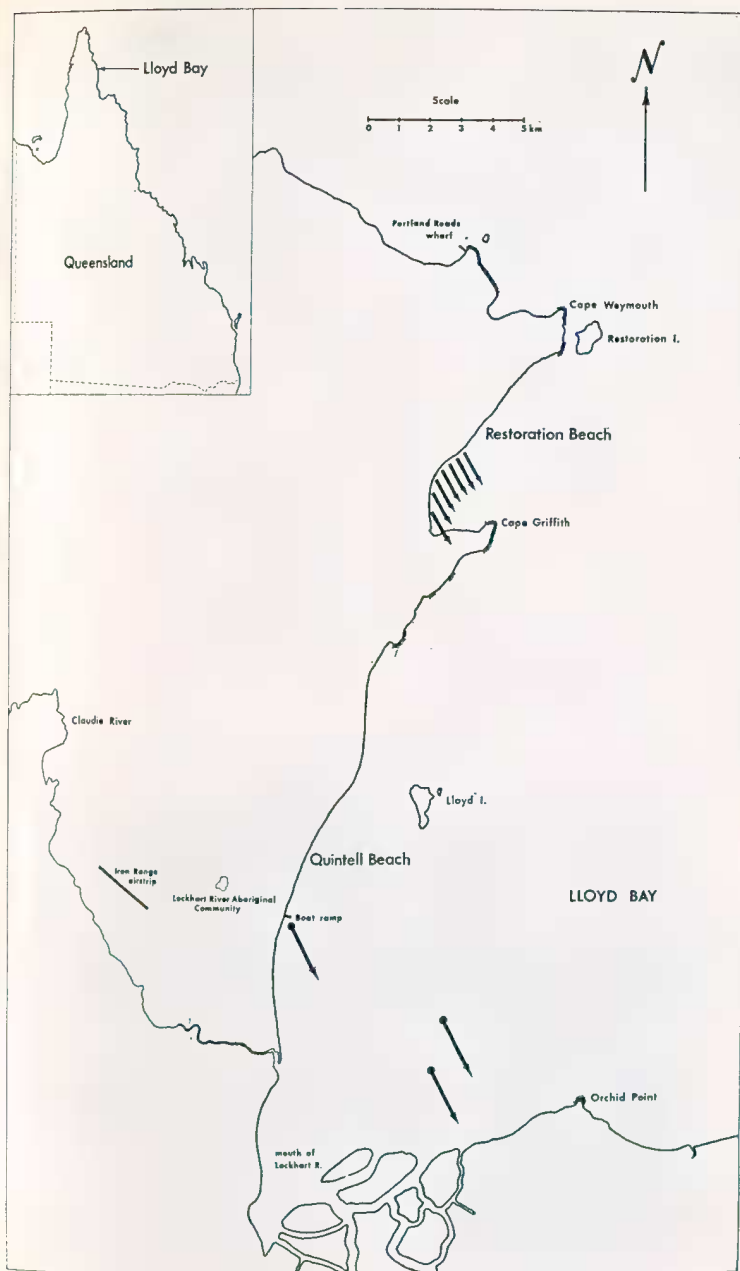 Lloyd Bay
Queensland
N
Scale
0 1 2 3 4 5 km
Portland Roads
wharf
Cape Weymouth
Restoration I.
Restoration Beach
Cape Griffith
Claudie River
Lloyd I.
Iron Range
airstrip
Quintell Beach
Lockhart River Aboriginal
Community
LLOYD BAY
Boat ramp
Orchid Point
mouth of
Lockhart R.